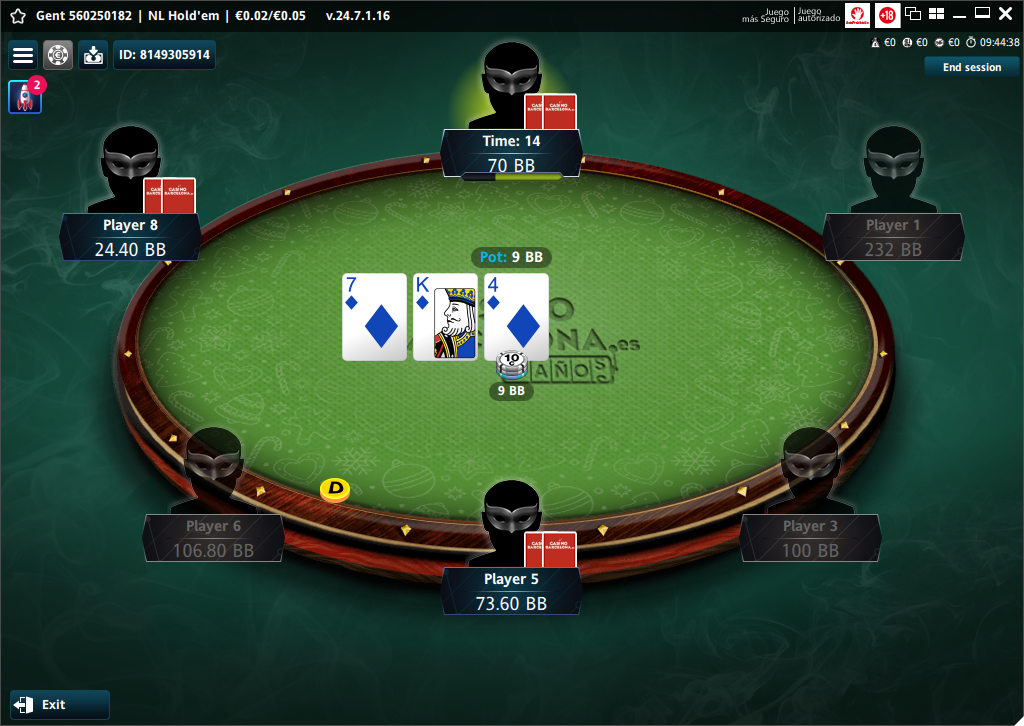 Gent 560250182 | NL Hold'em | €0.02/€0.05 v.24.7.1.16
Juego más Seguro
Juego autorizado
+18
ID: 8149305914
€0 €0 €0 09:44:38
End session
2
Time: 14
70 BB
Player 8
24.40 BB
Player 1
232 BB
Pot: 9 BB
7 K 4
.es
AÑOS
10
C
9 BB
D
Player 6
106.80 BB
Player 3
100 BB
Player 5
73.60 BB
Exit